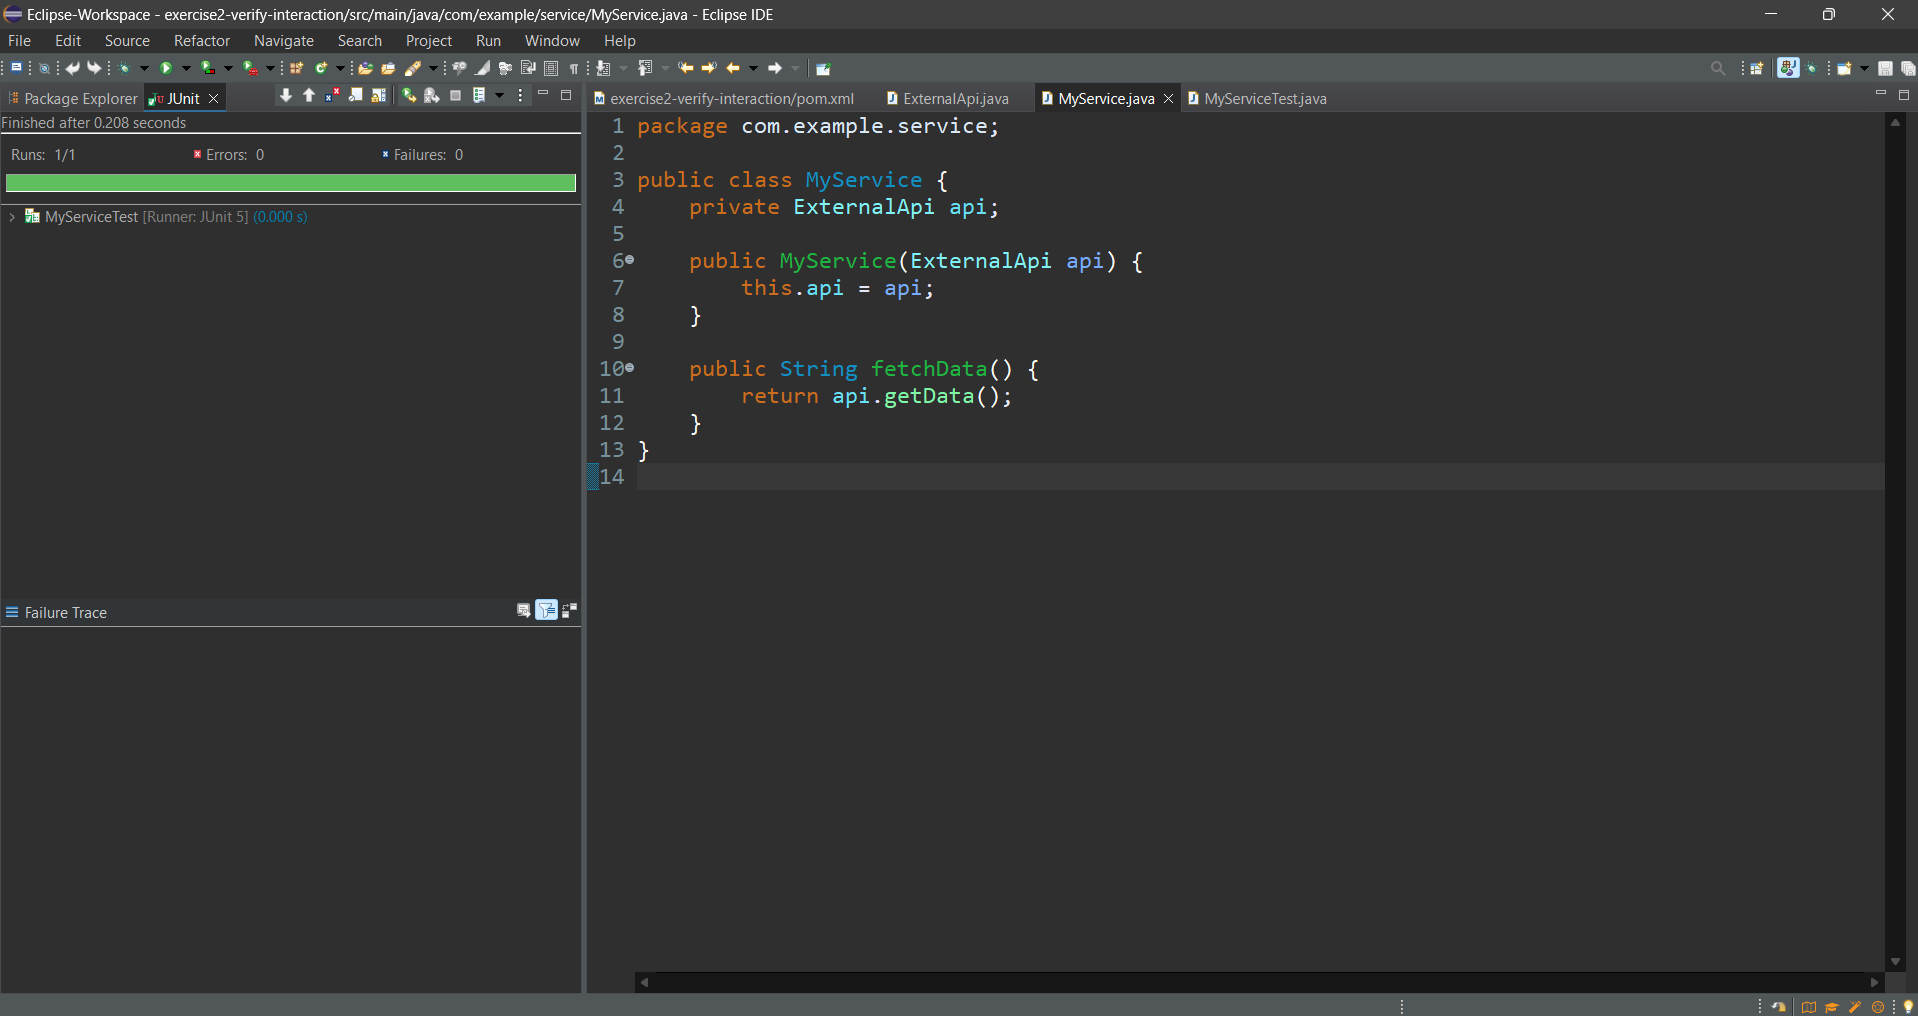 Eclipse-Workspace - exercise2-verify-interaction/src/main/java/com/example/service/MyService.java - Eclipse IDE
File Edit Source Refactor Navigate Search Project Run Window Help
Package Explorer JUnit
Finished after 0.208 seconds
Runs: 1/1 Errors: 0 Failures: 0
MyServiceTest [Runner: JUnit 5] (0.000 s)
Failure Trace
exercise2-verify-interaction/pom.xml ExternalApi.java MyService.java MyServiceTest.java
1 package com.example.service;
2
3 public class MyService {
4     private ExternalApi api;
5
6     public MyService(ExternalApi api) {
7         this.api = api;
8     }
9
10     public String fetchData() {
11         return api.getData();
12     }
13 }
14